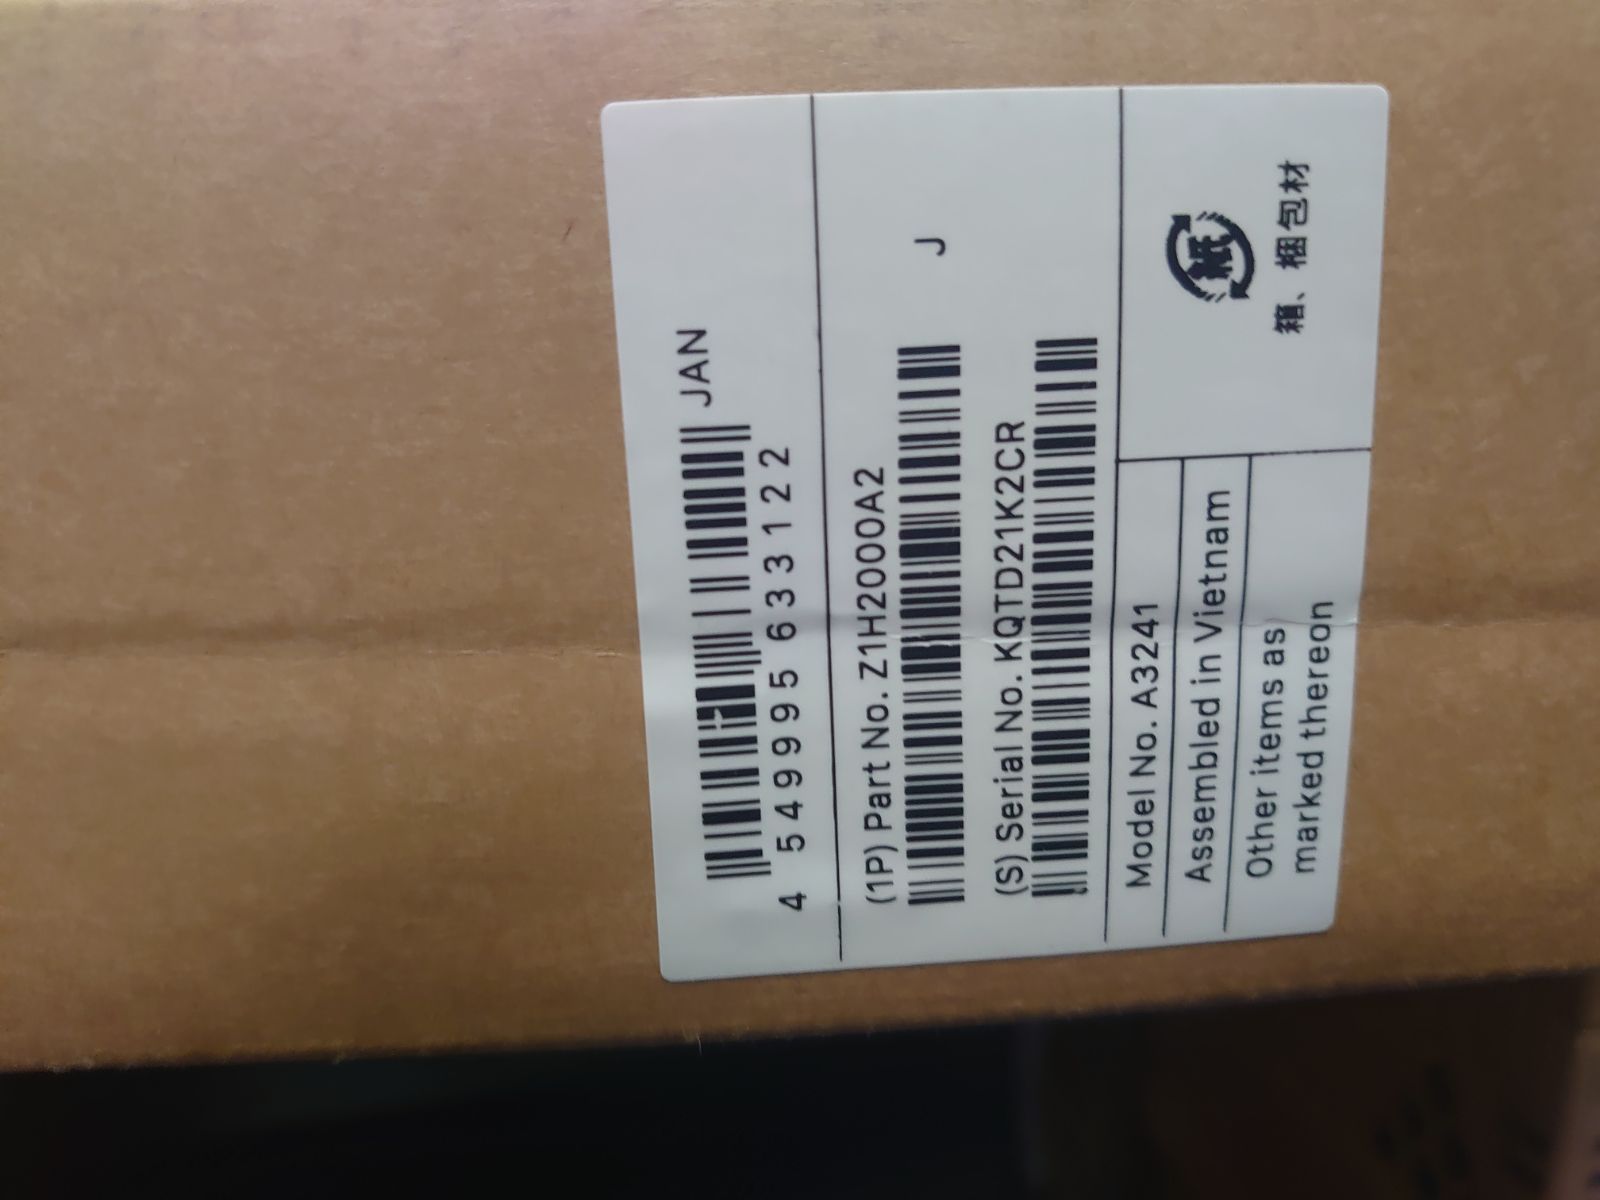 JAN
4 549995 633122
(1P) Part No. Z1H2000A2
J
(S) Serial No. KQTD21K2CR
Model No. A3241
Assembled in Vietnam
Other items as
marked thereon
紙
箱、梱包材